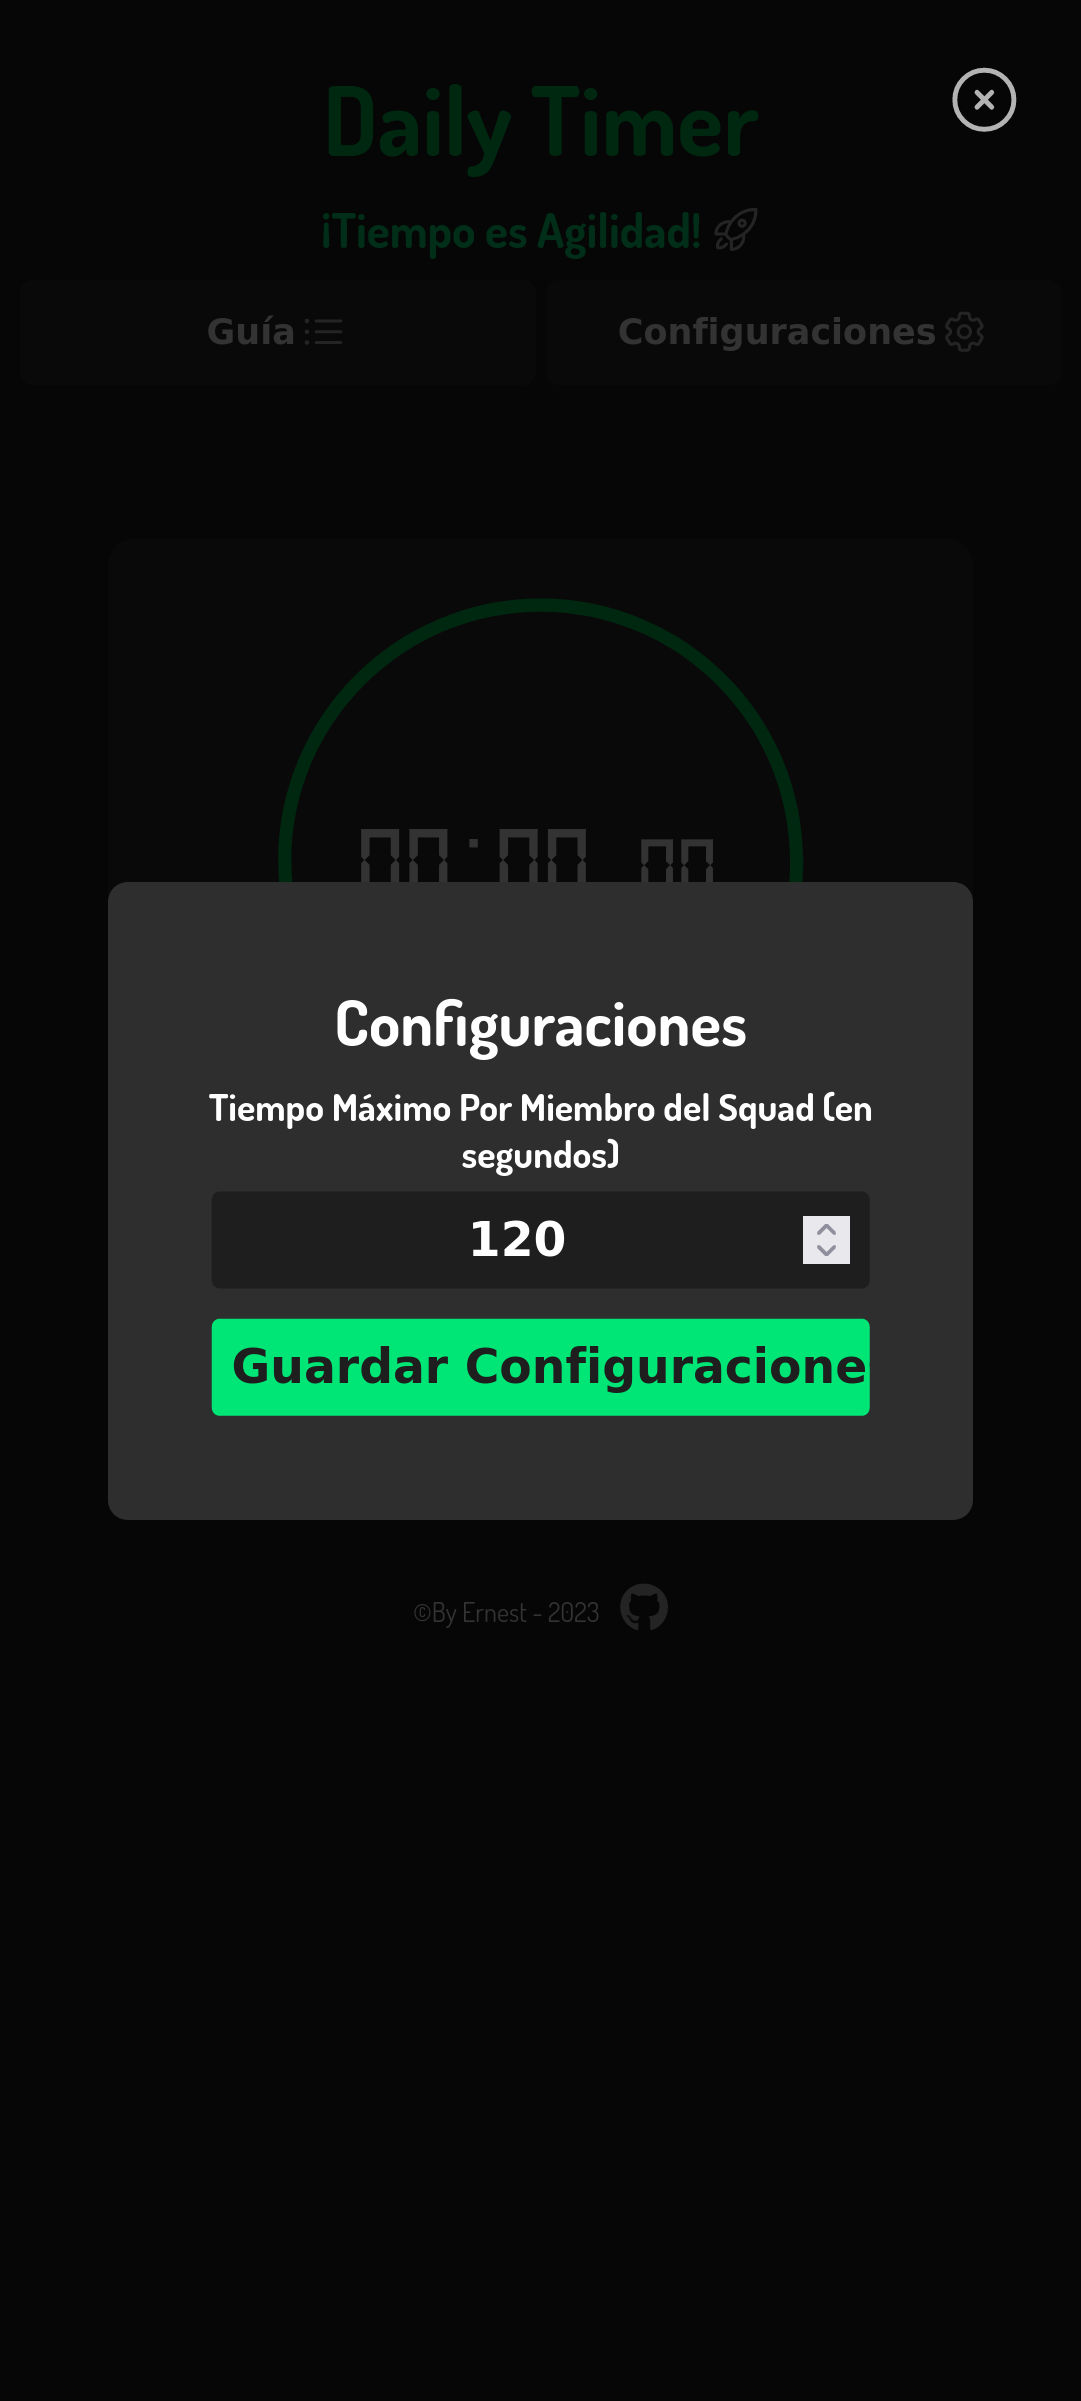 Daily Timer
¡Tiempo es Agilidad!
Guía
Configuraciones
00:00 00
Configuraciones
Tiempo Máximo Por Miembro del Squad (en
segundos)
120
Guardar Configuracione
©By Ernest - 2023